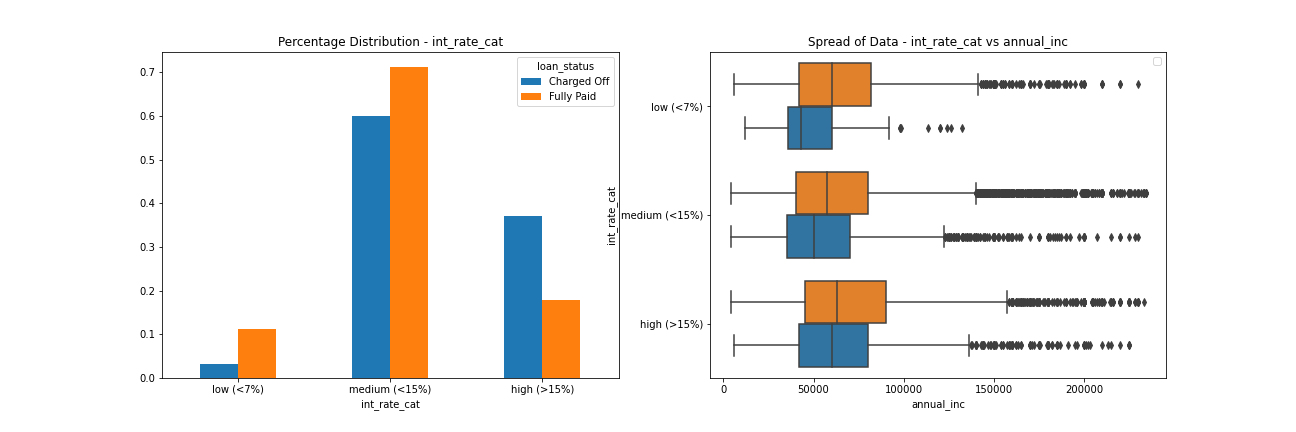 Percentage Distribution - int_rate_cat
0.7
0.6
0.5
0.4
0.3
0.2
0.1
0.0
loan_status
Charged Off
Fully Paid
low (<7%)
medium (<15%)
high (>15%)
int_rate_cat
Spread of Data - int_rate_cat vs annual_inc
int_rate_cat
low (<7%)
medium (<15%)
high (>15%)
0
50000
100000
150000
200000
annual_inc